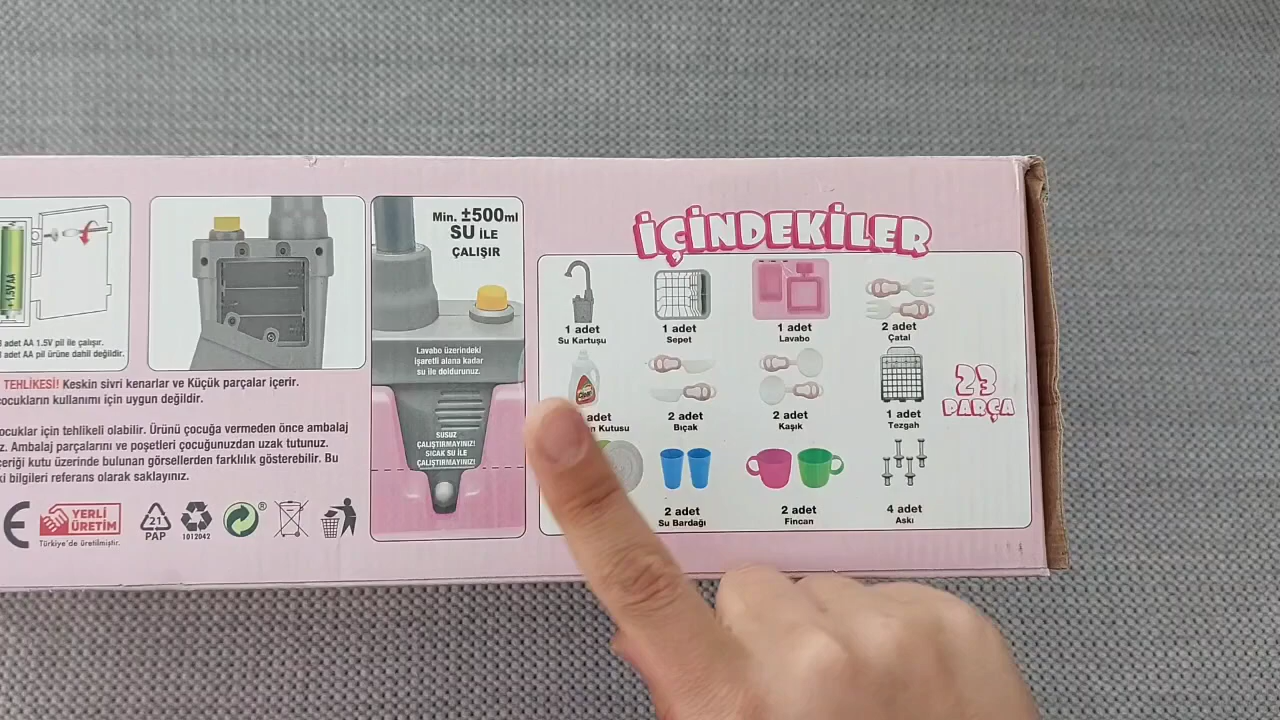 + 1.5V AA
adet AA 1.5V pil ile çalışır.
adet AA pil ürüne dahil değildir.
Min. ±500ml
SU İLE
ÇALIŞIR
Lavabo üzerindeki
işaretli alana kadar
su ile doldurunuz.
SUSUZ
ÇALIŞTIRMAYINIZ!
SICAK SU İLE
ÇALIŞTIRMAYINIZ!
TEHLİKESİ! Keskin sivri kenarlar ve Küçük parçalar içerir.
çocukların kullanımı için uygun değildir.
çocuklar için tehlikeli olabilir. Ürünü çocuğa vermeden önce ambalaj
z. Ambalaj parçalarını ve poşetleri çocuğunuzdan uzak tutunuz.
eriği kutu üzerinde bulunan görsellerden farklılık gösterebilir. Bu
ki bilgileri referans olarak saklayınız.
CE
YERLİ
ÜRETİM
Türkiye'de üretilmiştir.
21
PAP
1012042
®
İÇİNDEKİLER
1 adet
Su Kartuşu
1 adet
Sepet
1 adet
Lavabo
2 adet
Çatal
adet
n Kutusu
2 adet
Bıçak
2 adet
Kaşık
1 adet
Tezgah
2 adet
Su Bardağı
2 adet
Fincan
4 adet
Askı
23
PARÇA